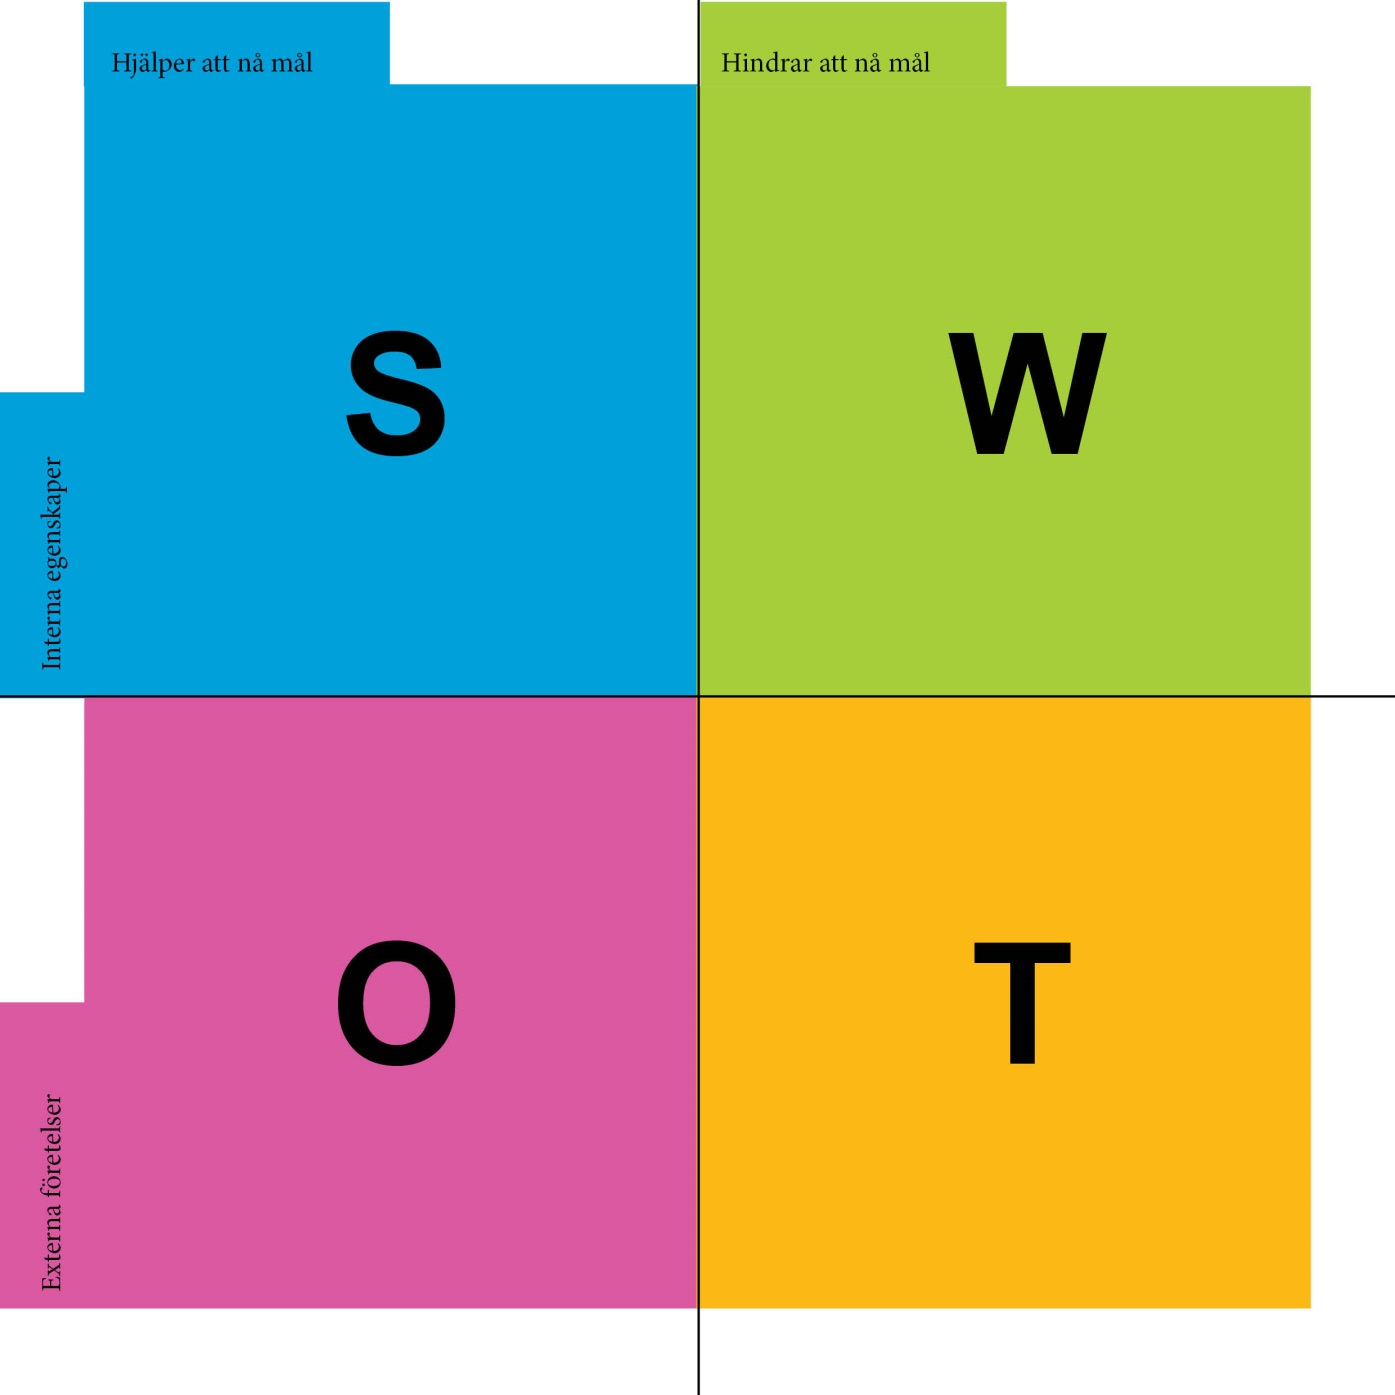 Hjälper att nå mål
Hindrar att nå mål
S
W
Interna egenskaper
O
T
Externa företelser